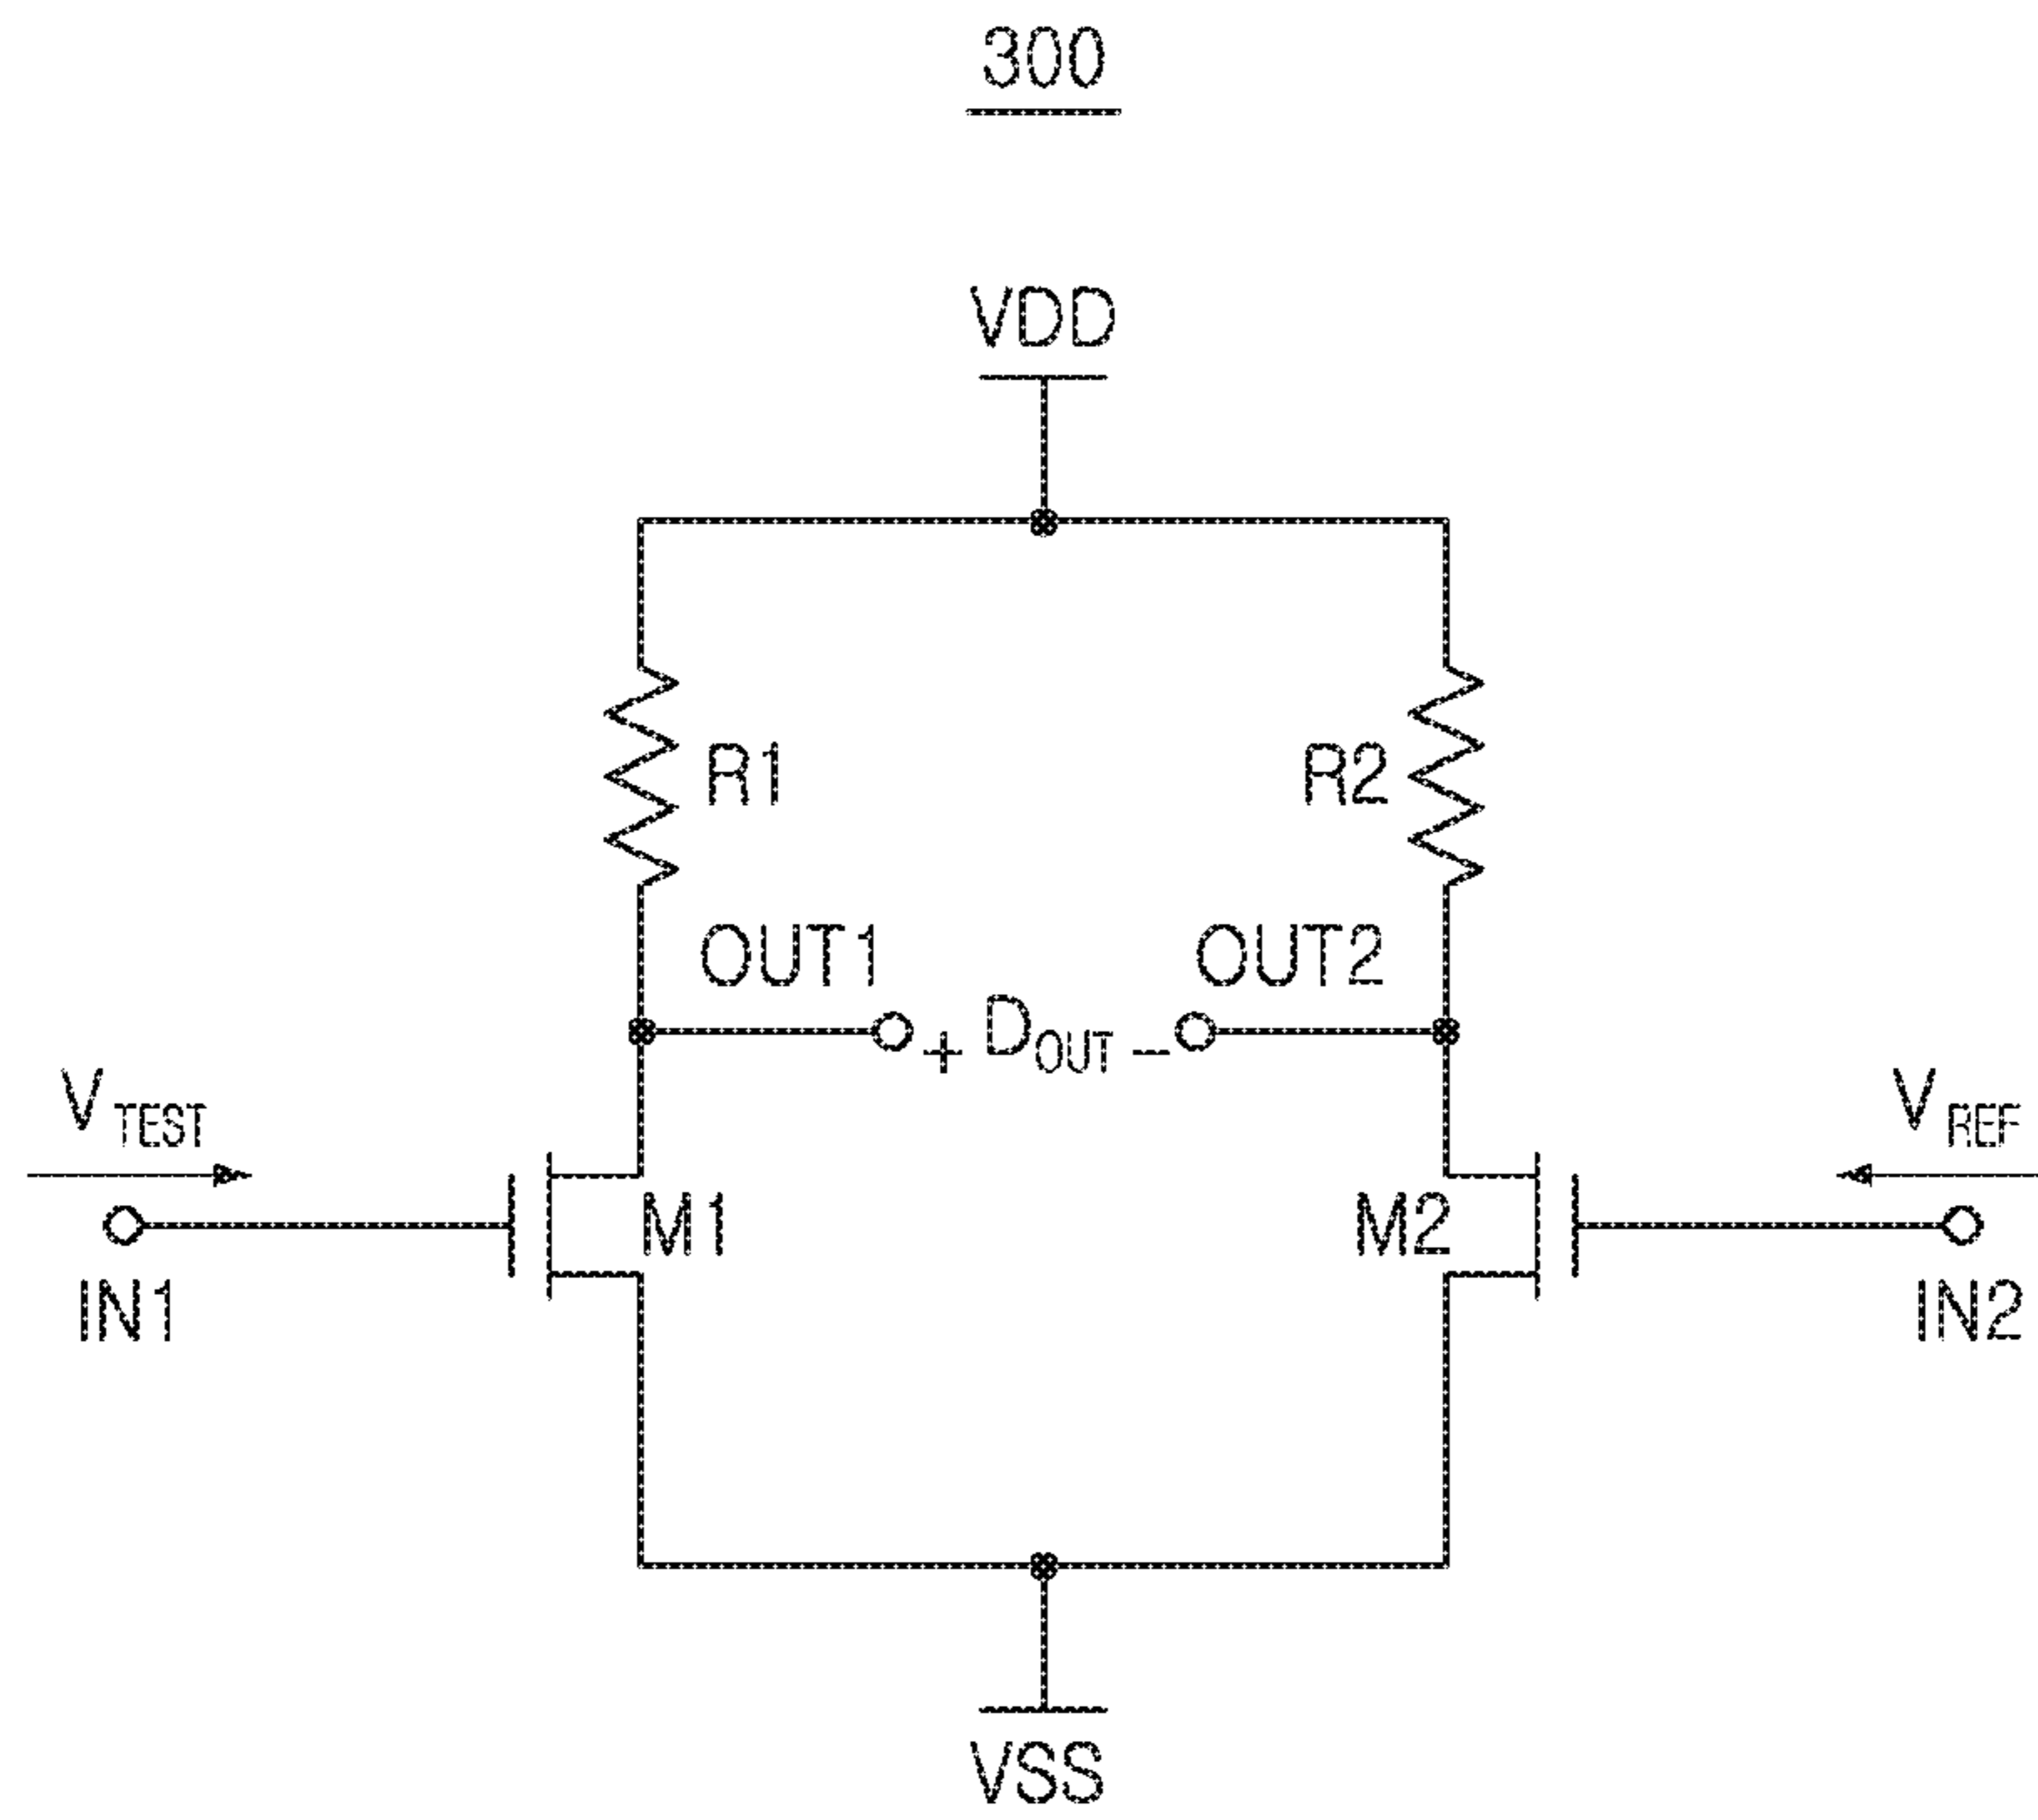 300
VDD
R1
R2
OUT1
OUT2
+ DOUT -
VTEST
VREF
M1
M2
IN1
IN2
VSS